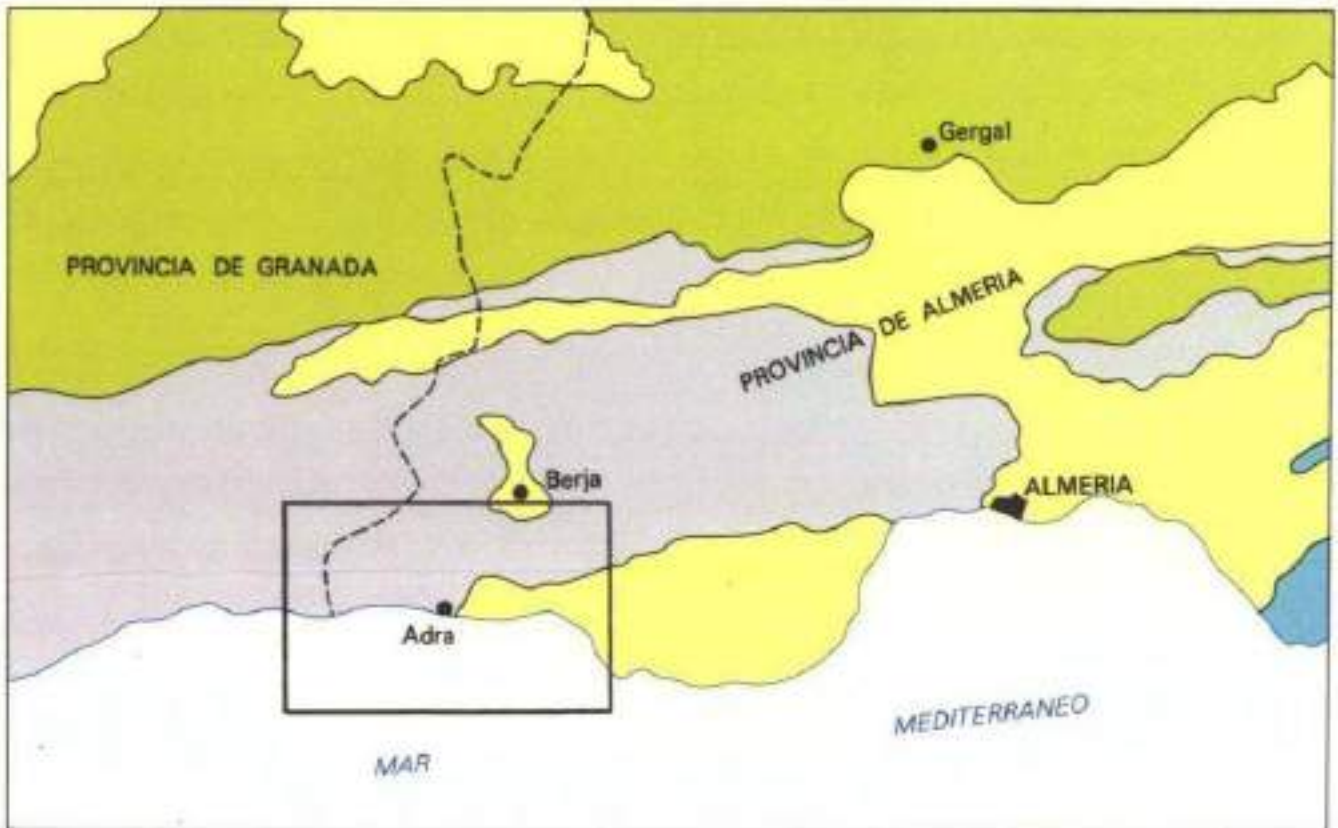 Gergal
PROVINCIA DE GRANADA
PROVINCIA DE ALMERIA
Berja
ALMERIA
Adra
MAR
MEDITERRANEO